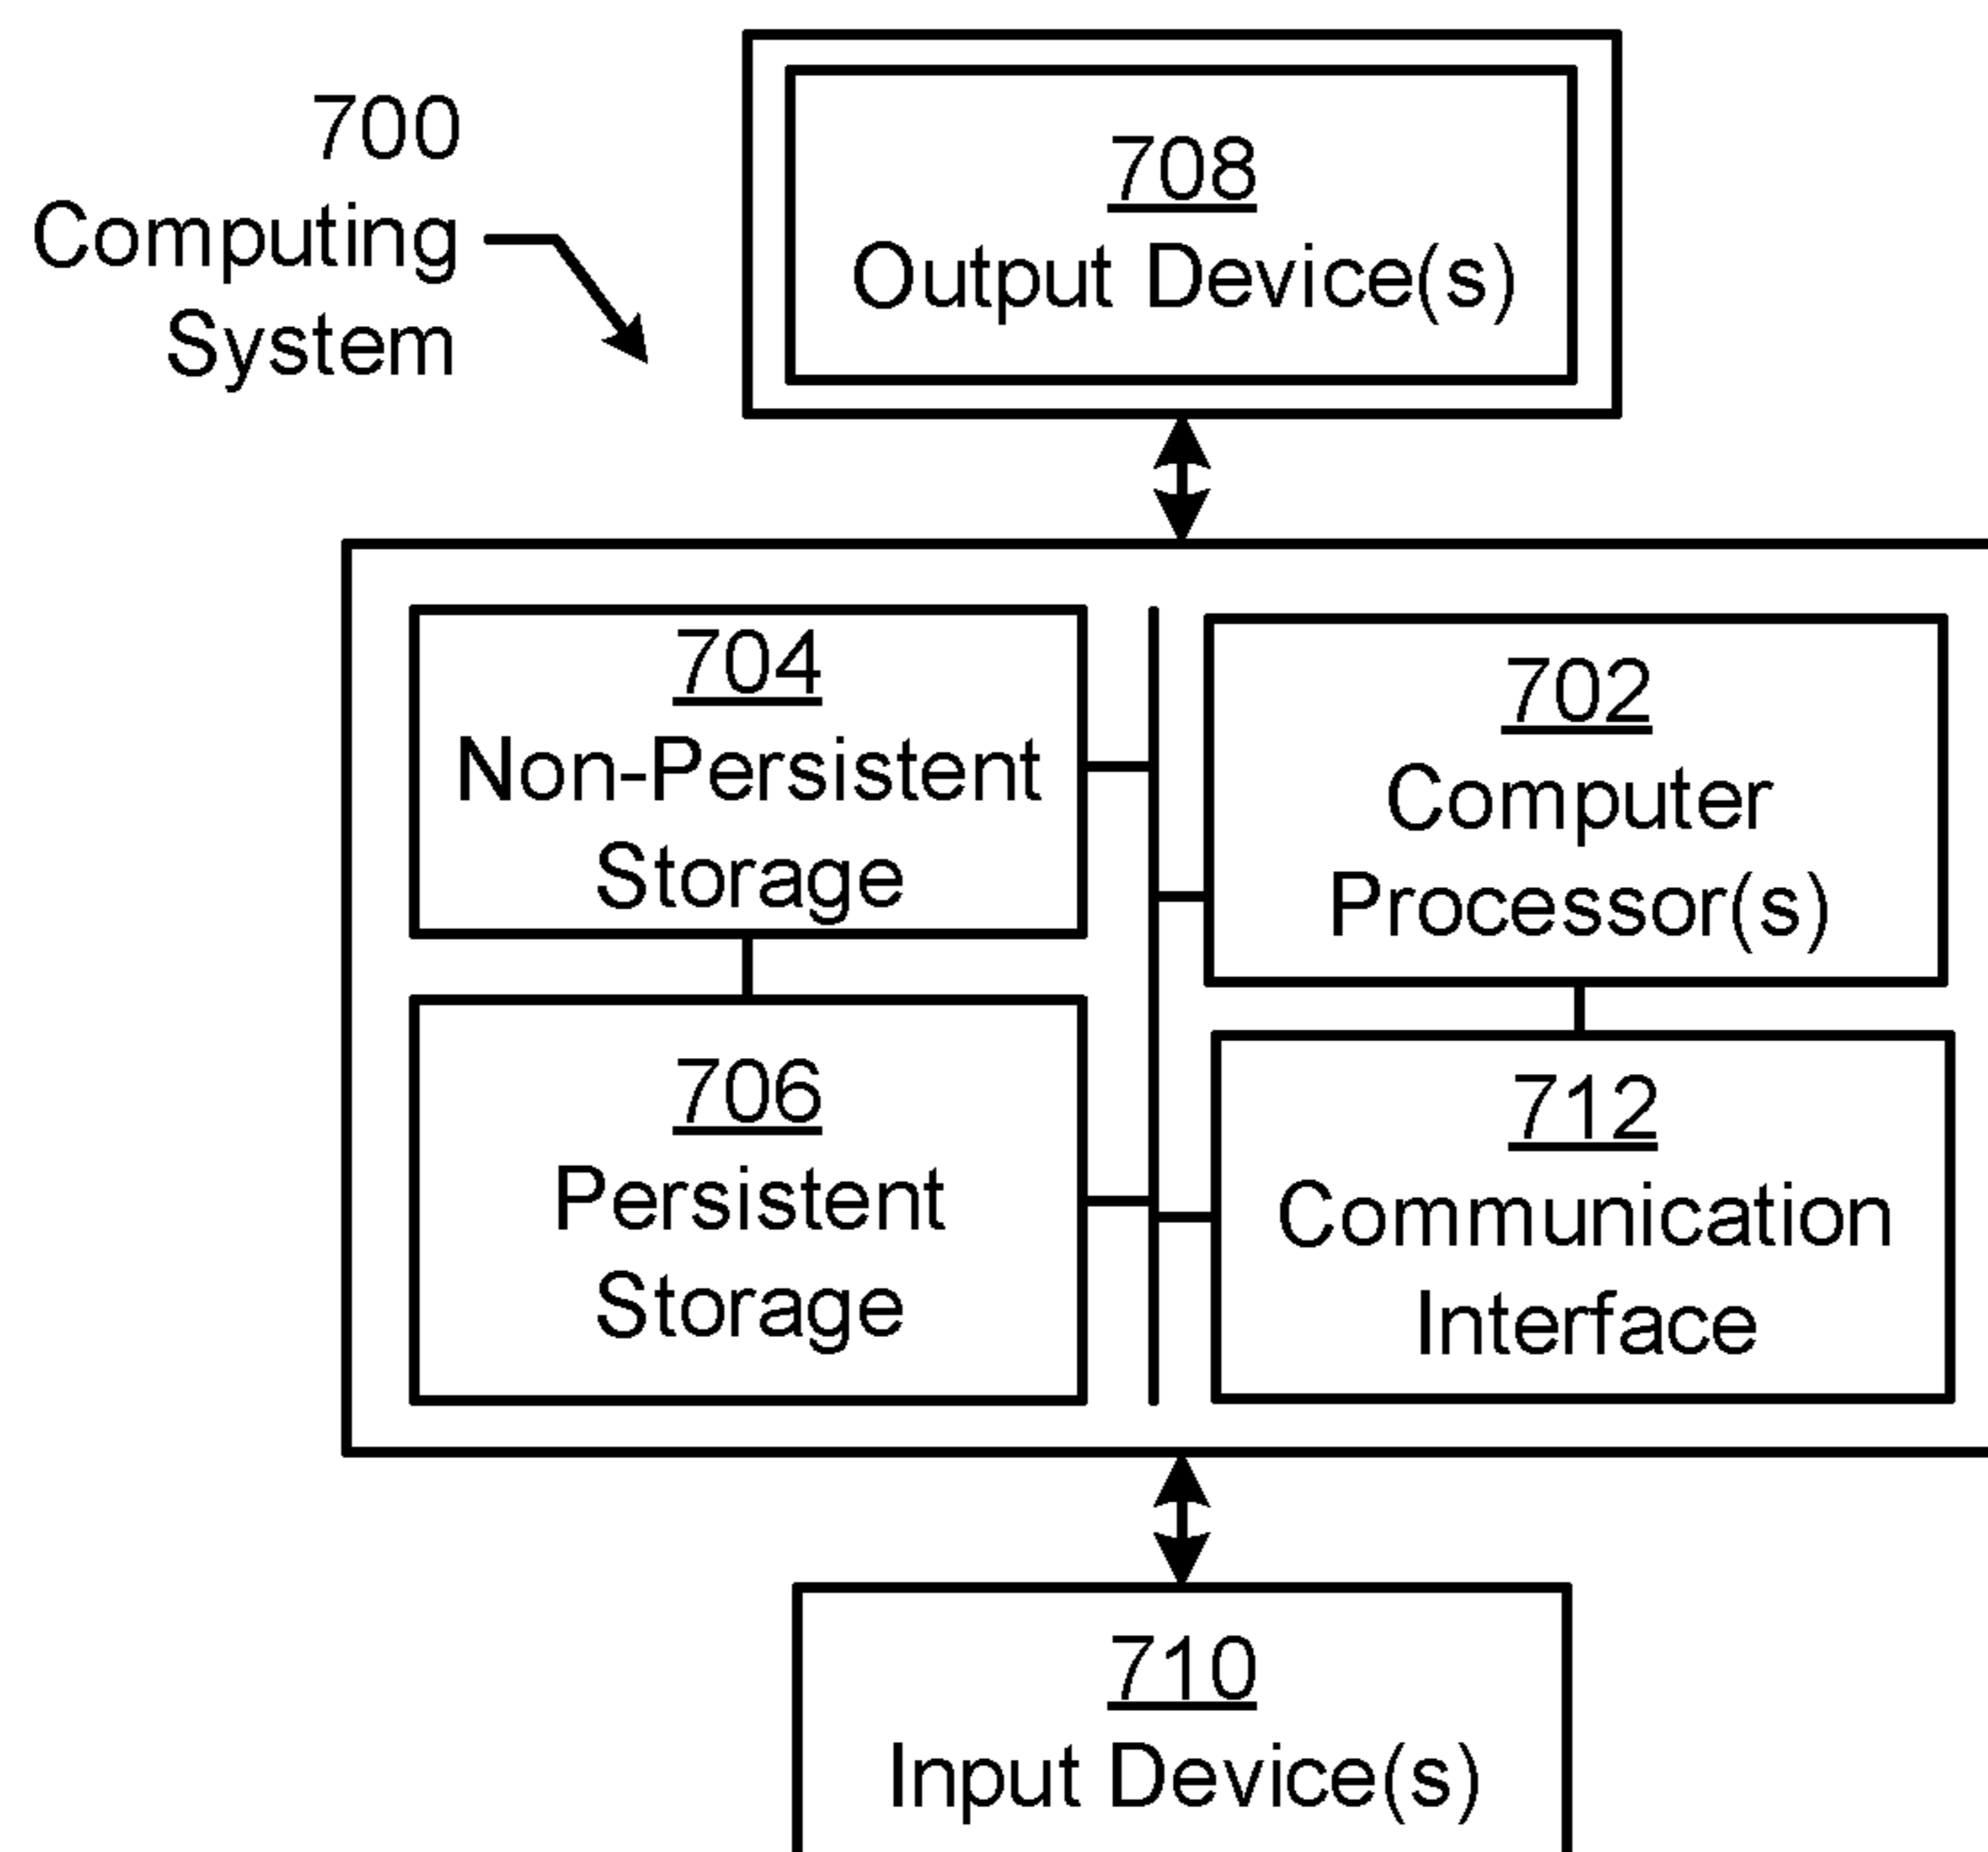 700
Computing
System
708
Output Device(s)
704
Non-Persistent
Storage
702
Computer
Processor(s)
706
Persistent
Storage
712
Communication
Interface
710
Input Device(s)